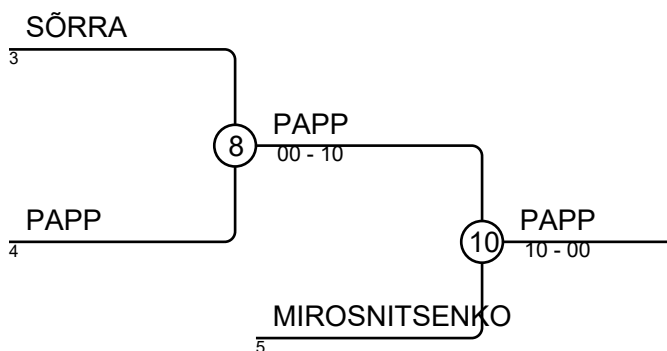 SÕRRA
3
8
PAPP
00 - 10
PAPP
4
10
PAPP
10 - 00
MIROSNITSENKO
5